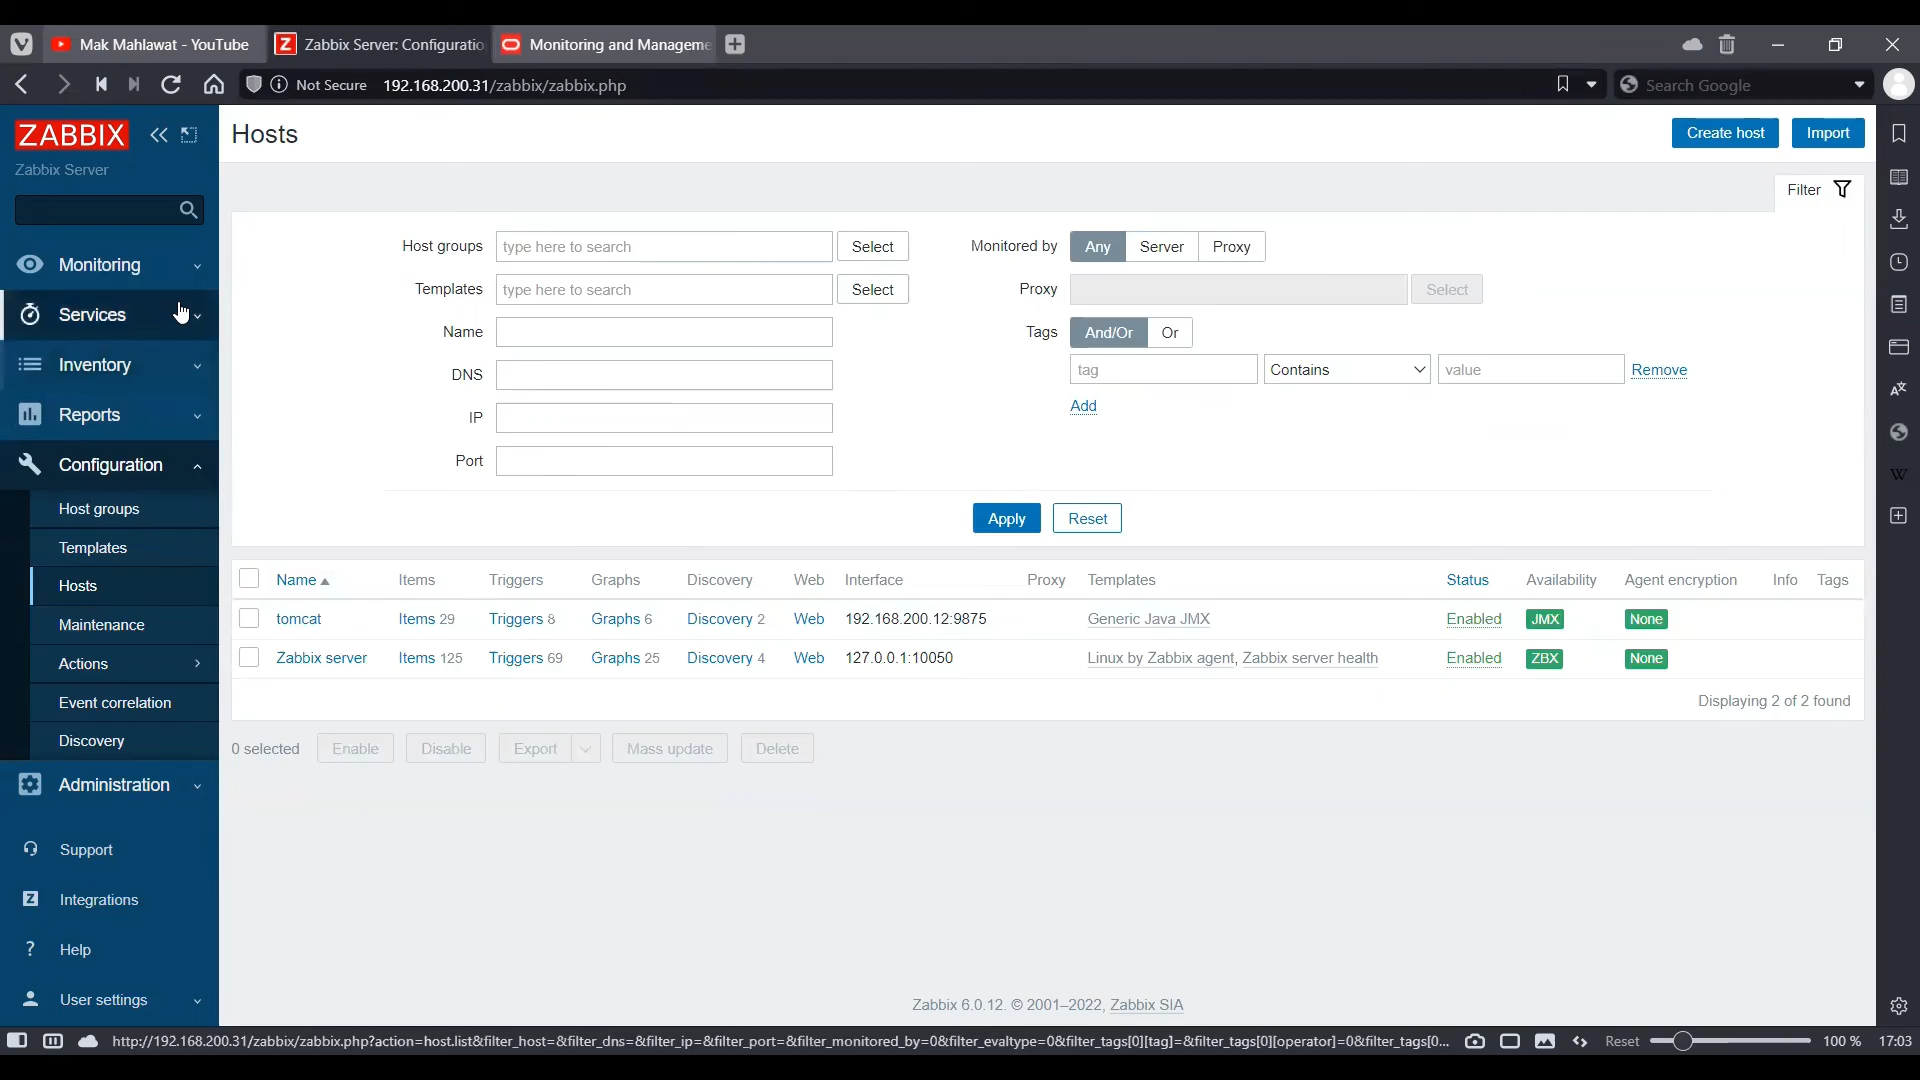 Mak Mahlawat - YouTube
Zabbix Server: Configuratio
Monitoring and Manageme
Not Secure 192.168.200.31/zabbix/zabbix.php
Search Google
ZABBIX
Zabbix Server
Monitoring
Services
Inventory
Reports
Configuration
Host groups
Templates
Hosts
Maintenance
Actions
Event correlation
Discovery
Administration
Support
Z Integrations
? Help
User settings
Hosts
Create host Import
Filter
Host groups type here to search Select
Templates type here to search Select
Name
DNS
IP
Port
Monitored by Any Server Proxy
Proxy Select
Tags And/Or Or
tag Contains value Remove
Add
Apply Reset
Name Items Triggers Graphs Discovery Web Interface Proxy Templates Status Availability Agent encryption Info Tags
tomcat Items 29 Triggers 8 Graphs 6 Discovery 2 Web 192.168.200.12:9875 Generic Java JMX Enabled JMX None
Zabbix server Items 125 Triggers 69 Graphs 25 Discovery 4 Web 127.0.0.1:10050 Linux by Zabbix agent, Zabbix server health Enabled ZBX None
Displaying 2 of 2 found
0 selected Enable Disable Export Mass update Delete
Zabbix 6.0.12. © 2001–2022, Zabbix SIA
http://192.168.200.31/zabbix/zabbix.php?action=host.list&filter_host=&filter_dns=&filter_ip=&filter_port=&filter_monitored_by=0&filter_evaltype=0&filter_tags[0][tag]=&filter_tags[0][operator]=0&filter_tags[0... Reset 100 % 17:03